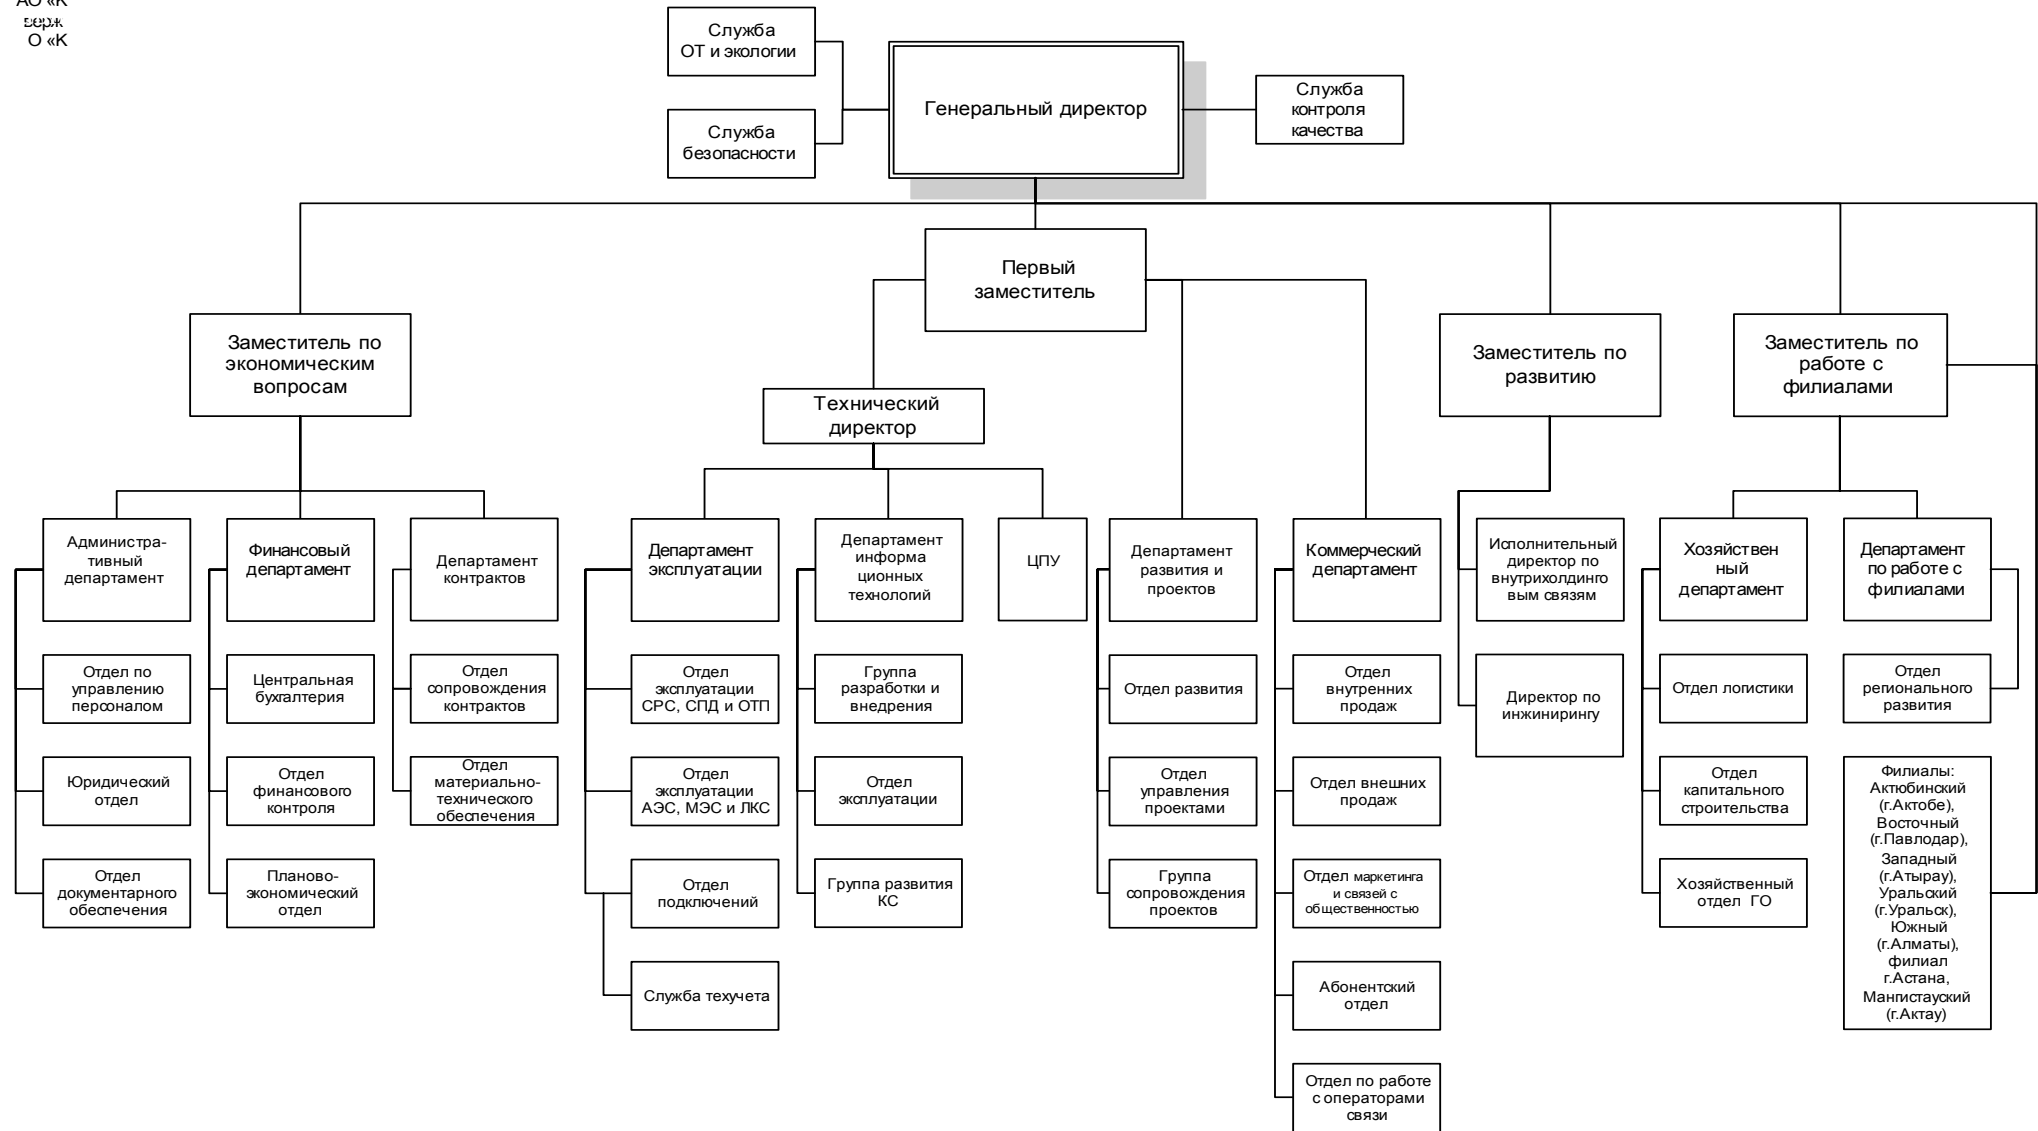 АО «К
О «К
Служба
ОТ и экологии
Служба
безопасности
Генеральный директор
Служба
контроля
качества
Первый
заместитель
Заместитель по
экономическим
вопросам
Технический
директор
Заместитель по
развитию
Заместитель по
работе с
филиалами
Администра-
тивный
департамент
Отдел по
управлению
персоналом
Юридический
отдел
Отдел
документарного
обеспечения
Финансовый
департамент
Центральная
бухгалтерия
Отдел
финансового
контроля
Планово-
экономический
отдел
Департамент
контрактов
Отдел
сопровождения
контрактов
Отдел
материально-
технического
обеспечения
Департамент
эксплуатации
Отдел
эксплуатации
СРС, СПД и ОТП
Отдел
эксплуатации
АЭС, МЭС и ЛКС
Отдел
подключений
Служба техучета
Департамент
информа
ционных
технологий
Группа
разработки и
внедрения
Отдел
эксплуатации
Группа развития
КС
ЦПУ
Департамент
развития и
проектов
Отдел развития
Отдел
управления
проектами
Группа
сопровождения
проектов
Коммерческий
департамент
Отдел
внутренних
продаж
Отдел внешних
продаж
Отдел маркетинга
и связей с
общественностью
Абонентский
отдел
Отдел по работе
с операторами
связи
Исполнительный
директор по
внутрихолдинго
вым связям
Директор по
инжинирингу
Хозяйствен
ный
департамент
Отдел логистики
Отдел
капитального
строительства
Хозяйственный
отдел ГО
Департамент
по работе с
филиалами
Отдел
регионального
развития
Филиалы:
Актюбинский
(г.Актобе),
Восточный
(г.Павлодар),
Западный
(г.Атырау),
Уральский
(г.Уральск),
Южный
(г.Алматы),
филиал
г.Астана,
Мангистауский
(г.Актау)